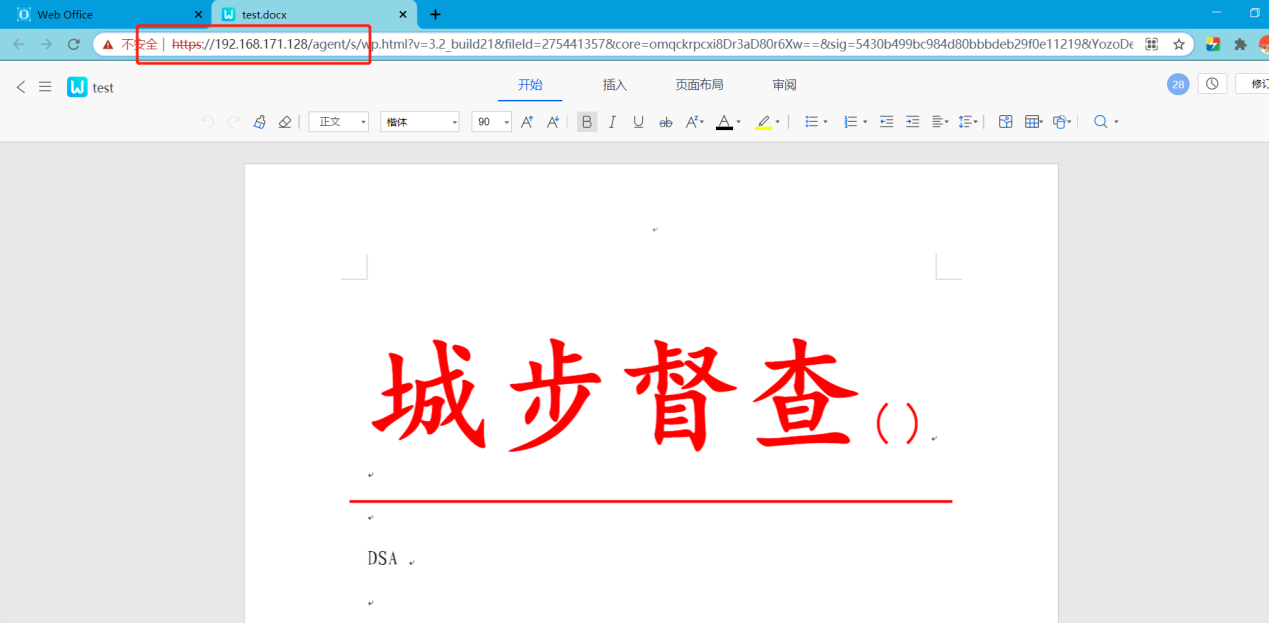 Web Office
test.docx
不安全 | https://192.168.171.128/agent/s/wp.html?v=3.2_build21&fileId=275441357&core=omqckrpcxi8Dr3aD80r6Xw==&sig=5430b499bc984d80bbbdeb29f0e11219&YozoDe
test
开始 插入 页面布局 审阅
28
修订
正文 楷体 90
城步督查()
DSA